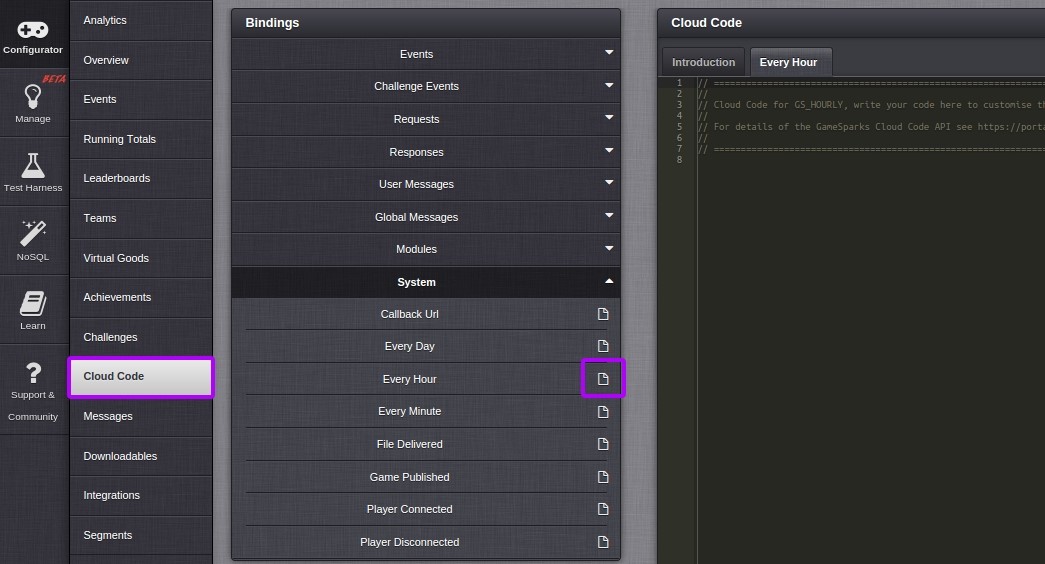 Configurator
BETA
Manage
Test Harness
NoSQL
Learn
Support &
Community
Analytics
Overview
Events
Running Totals
Leaderboards
Teams
Virtual Goods
Achievements
Challenges
Cloud Code
Messages
Downloadables
Integrations
Segments
Bindings
Events
Challenge Events
Requests
Responses
User Messages
Global Messages
Modules
System
Callback Url
Every Day
Every Hour
Every Minute
File Delivered
Game Published
Player Connected
Player Disconnected
Cloud Code
Introduction
Every Hour
1 // ==============================================================
2 //
3 // Cloud Code for GS_HOURLY, write your code here to customise th
4 //
5 // For details of the GameSparks Cloud Code API see https://porta
6 //
7 // ==============================================================
8